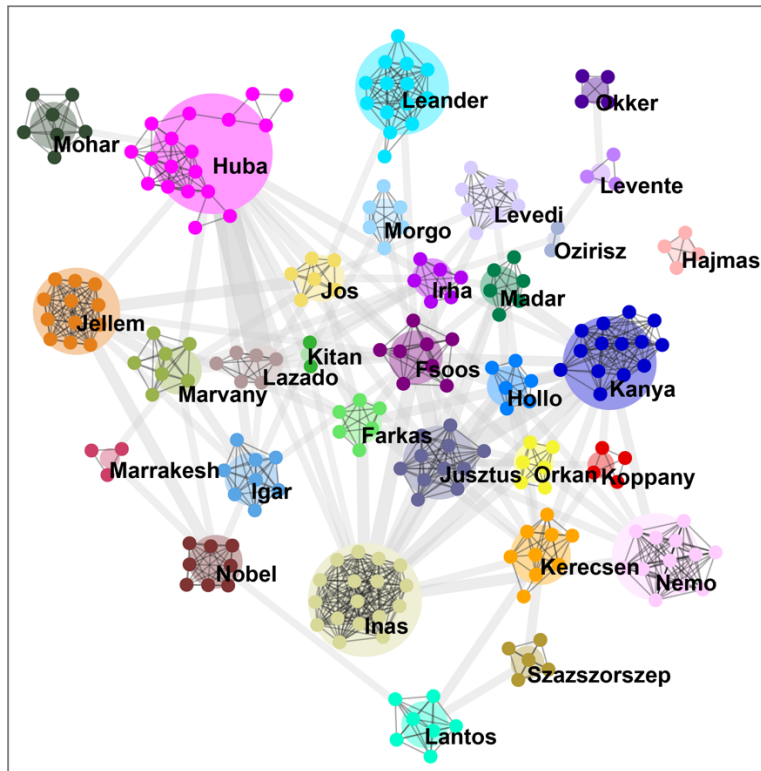 Leander
Okker
Mohar
Huba
Levente
Levedi
Morgo
Ozirisz
Hajmas
Jos
Irha
Madar
Jellem
Kitan
Fsoos
Lazado
Marvany
Kanya
Hollo
Farkas
Marrakesh
Igar
Jusztus
Orkan
Koppany
Nobel
Kerecsen
Nemo
Inas
Szazszorszep
Lantos